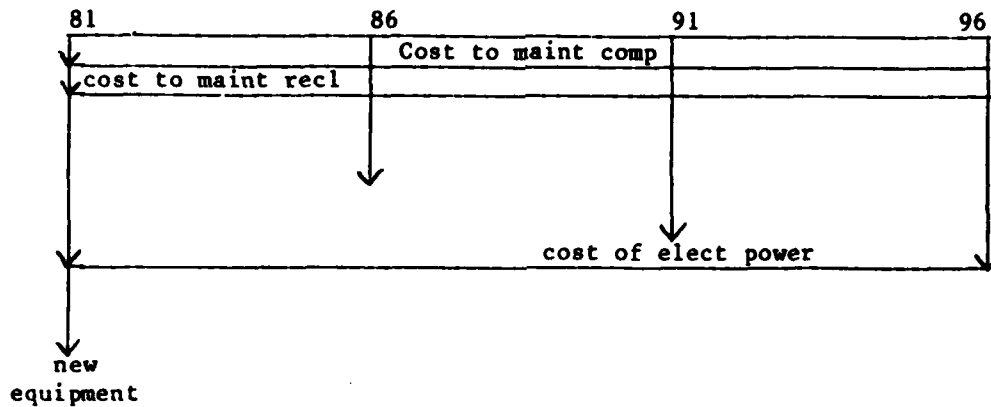 81 86 91 96
Cost to maint comp
cost to maint recl
cost of elect power
new
equipment